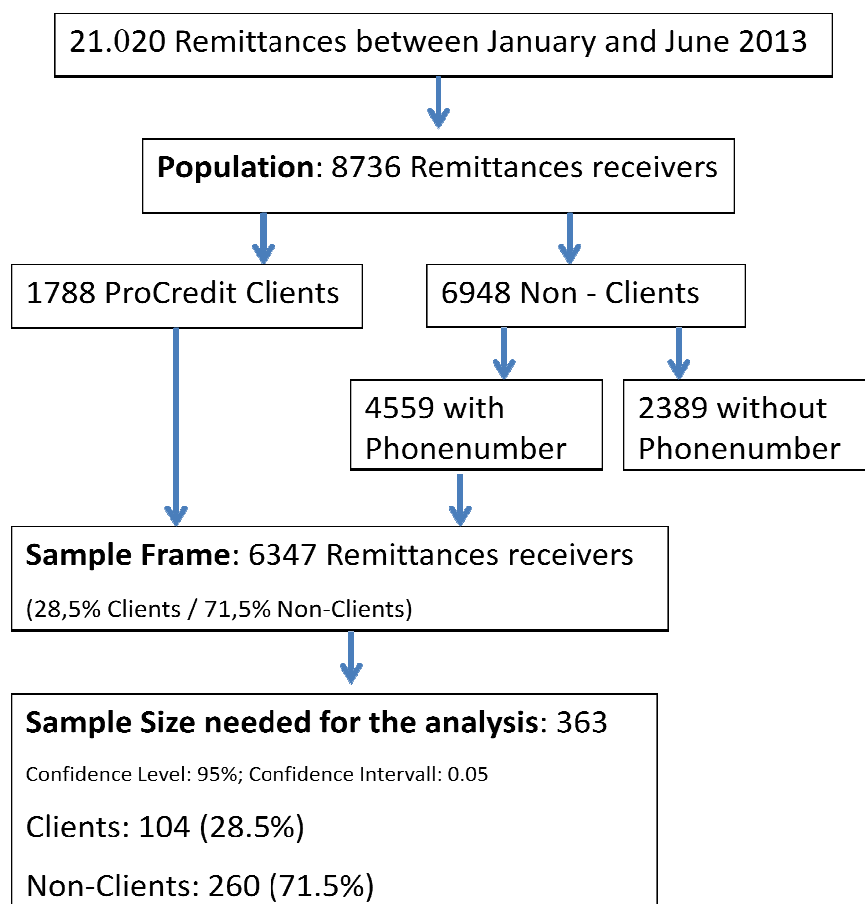 21.020 Remittances between January and June 2013
Population: 8736 Remittances receivers
1788 ProCredit Clients
6948 Non - Clients
4559 with
Phonenumber
2389 without
Phonenumber
Sample Frame: 6347 Remittances receivers
(28,5% Clients / 71,5% Non-Clients)
Sample Size needed for the analysis: 363
Confidence Level: 95%; Confidence Intervall: 0.05
Clients: 104 (28.5%)
Non-Clients: 260 (71.5%)